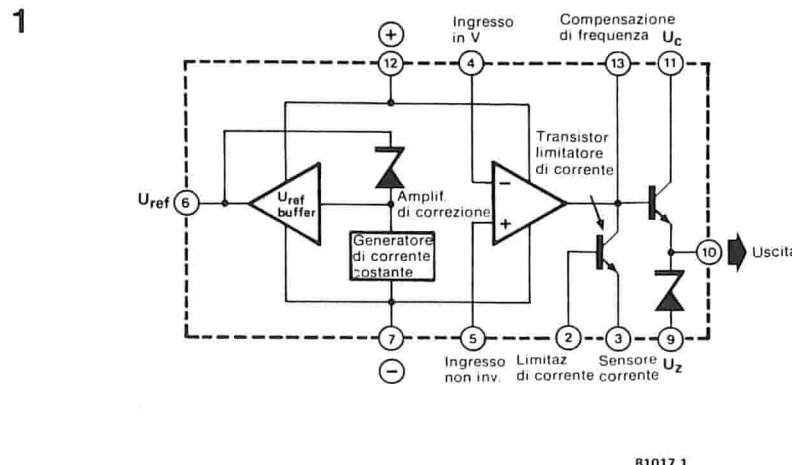 1
Ingresso
in V
Compensazione
di frequenza
Uc
+
12
4
13
11
Transistor
limitatore
di corrente
Uref
6
Uref
buffer
Amplif.
di correzione
−
+
Generatore
di corrente
costante
10
Uscita
7
5
2
3
9
−
Ingresso
non inv.
Limitaz
di corrente
Sensore
corrente
Uz
81017 1